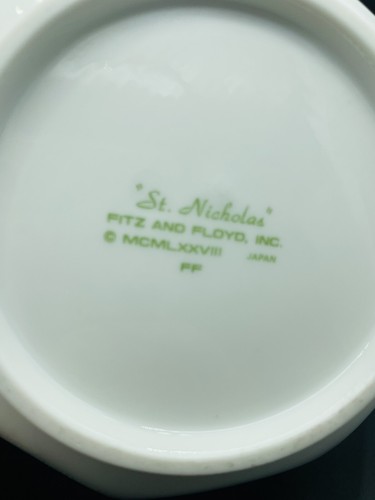 "St. Nicholas"
FITZ AND FLOYD, INC.
© MCMLXXVIII JAPAN
FF